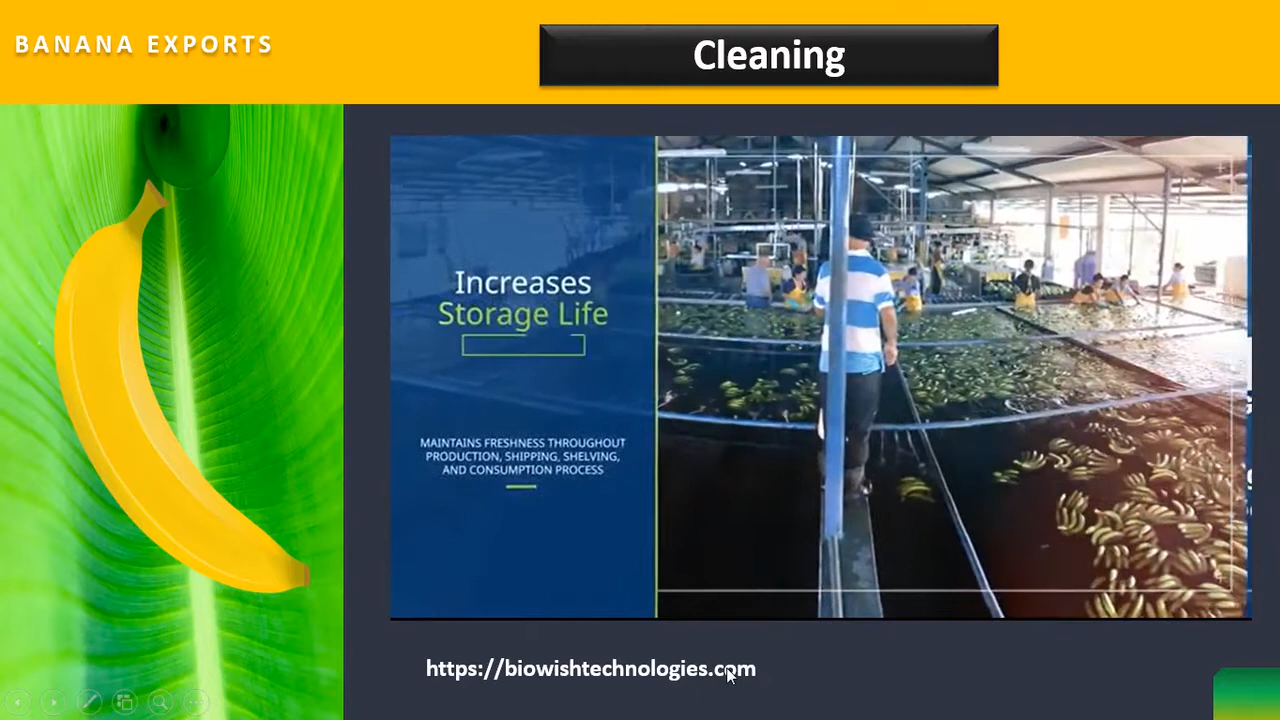 BANANA EXPORTS
Cleaning
Increases
Storage Life
MAINTAINS FRESHNESS THROUGHOUT
PRODUCTION, SHIPPING, SHELVING,
AND CONSUMPTION PROCESS
https://biowishtechnologies.com